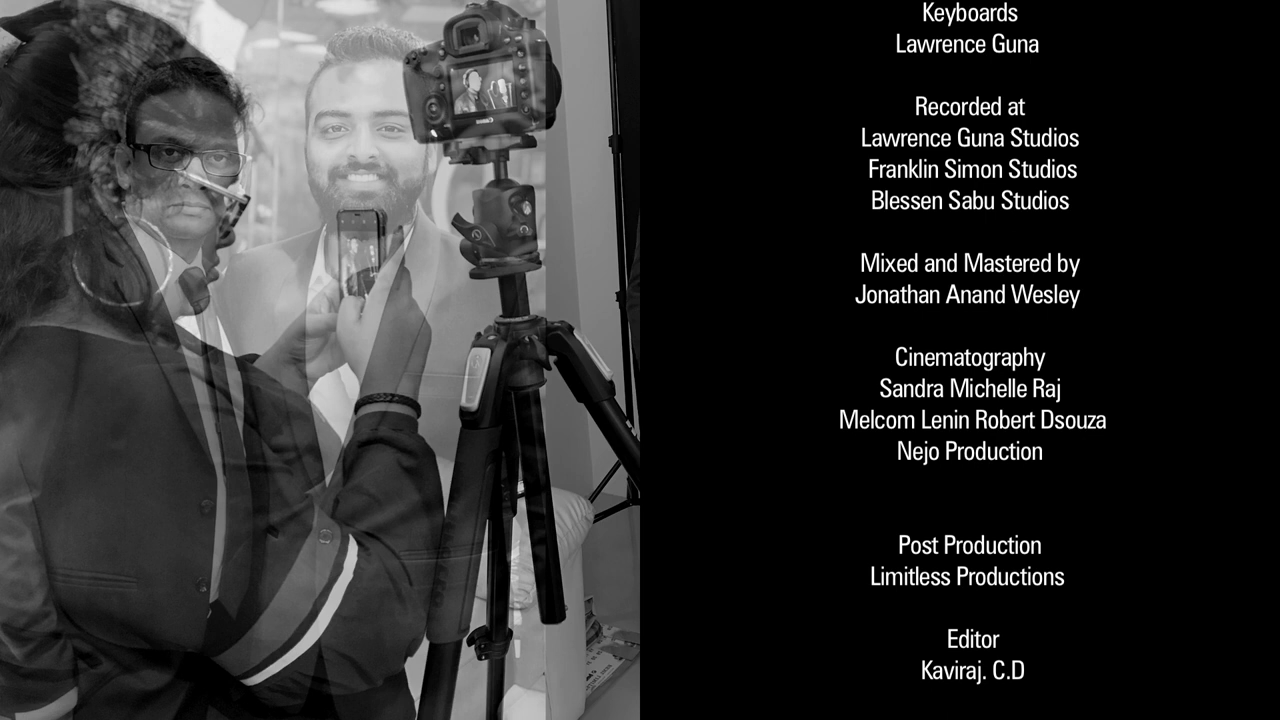 Keyboards
Lawrence Guna
Recorded at
Lawrence Guna Studios
Franklin Simon Studios
Blessen Sabu Studios
Mixed and Mastered by
Jonathan Anand Wesley
Cinematography
Sandra Michelle Raj
Melcom Lenin Robert Dsouza
Nejo Production
Post Production
Limitless Productions
Editor
Kaviraj. C.D